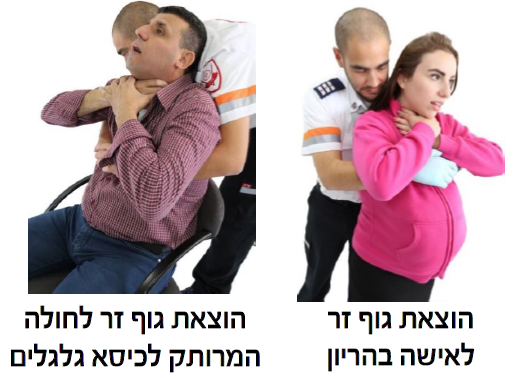 הוצאת גוף זר לחולה
המרותק לכיסא גלגלים
הוצאת גוף זר
לאישה בהריון